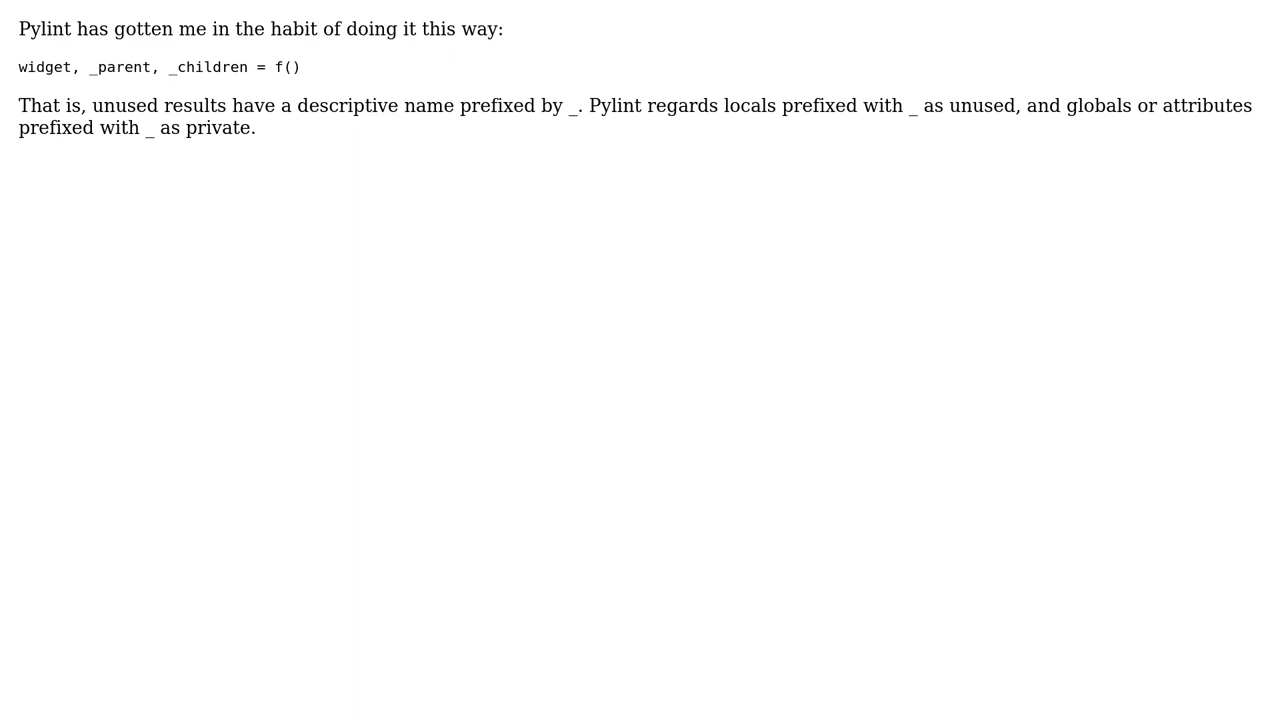 Pylint has gotten me in the habit of doing it this way:
widget, _parent, _children = f()
That is, unused results have a descriptive name prefixed by _. Pylint regards locals prefixed with _ as unused, and globals or attributes
prefixed with _ as private.